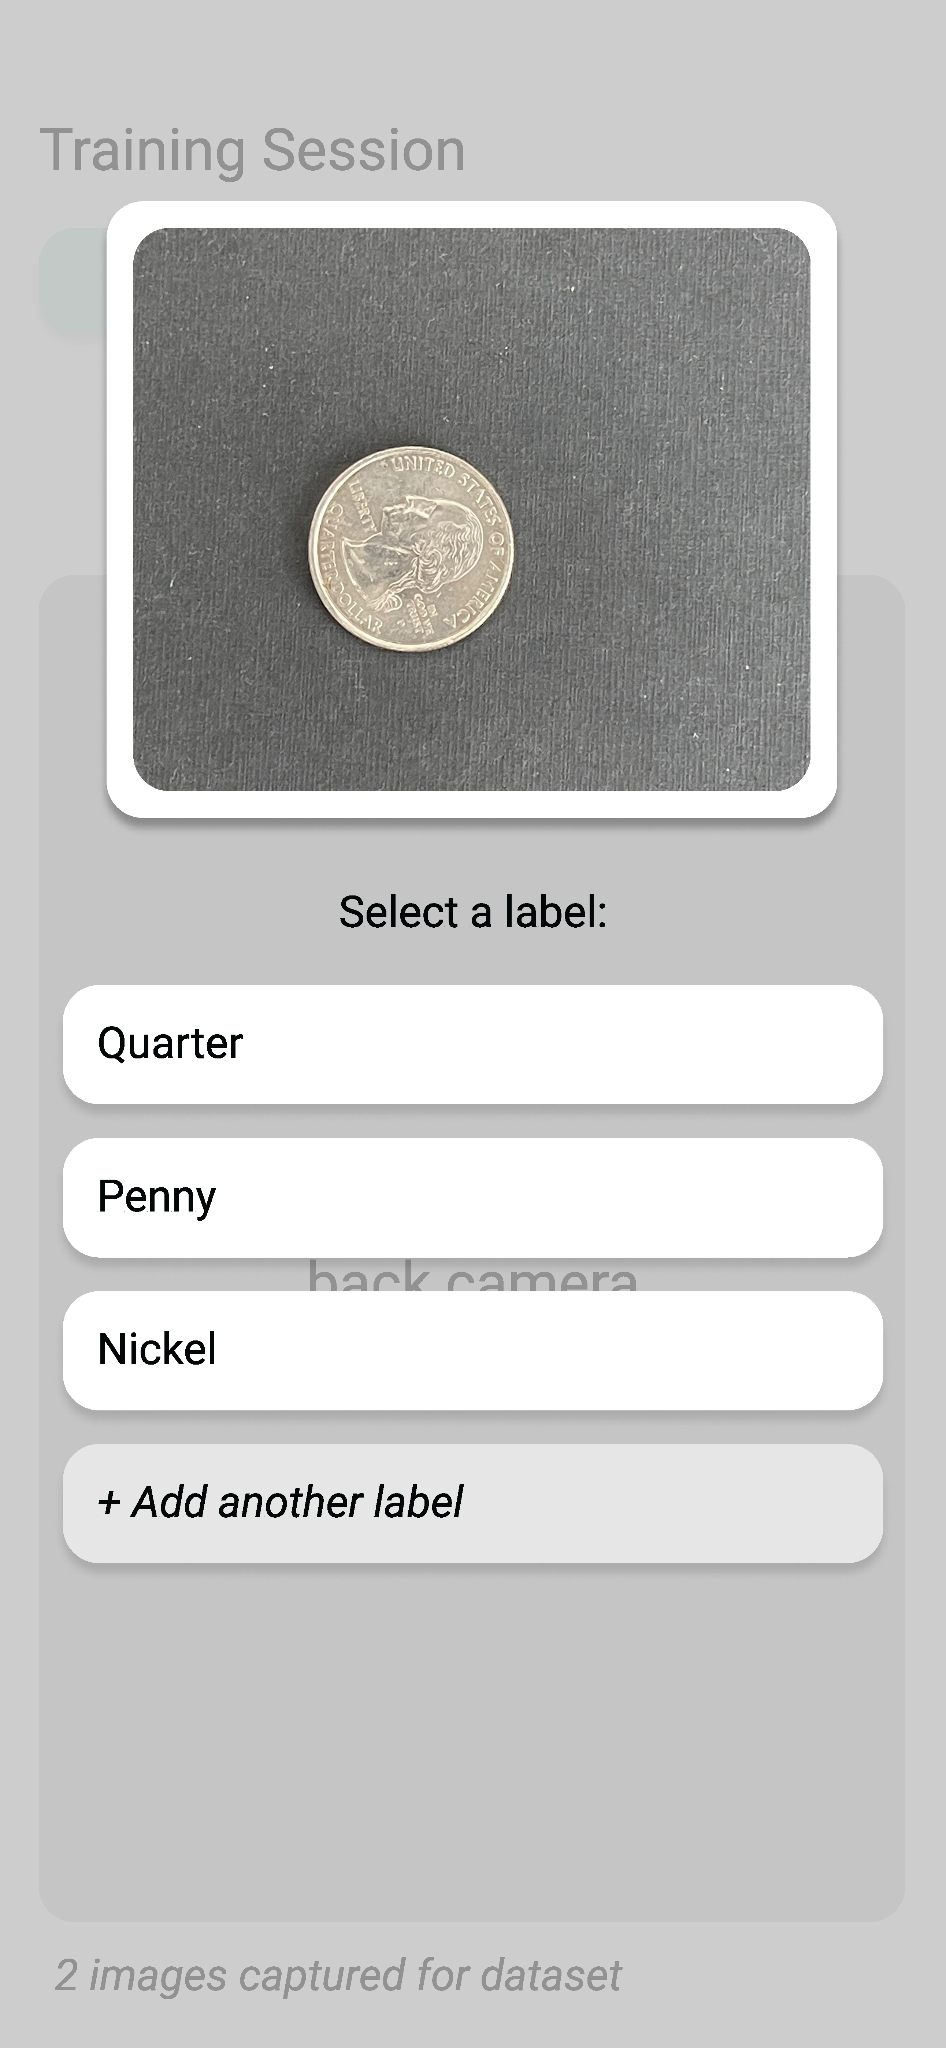 Training Session
UNITED STATES OF AMERICA
LIBERTY
IN
GOD WE
TRUST
P
QUARTER DOLLAR
Select a label:
Quarter
Penny
back camera
Nickel
+ Add another label
2 images captured for dataset